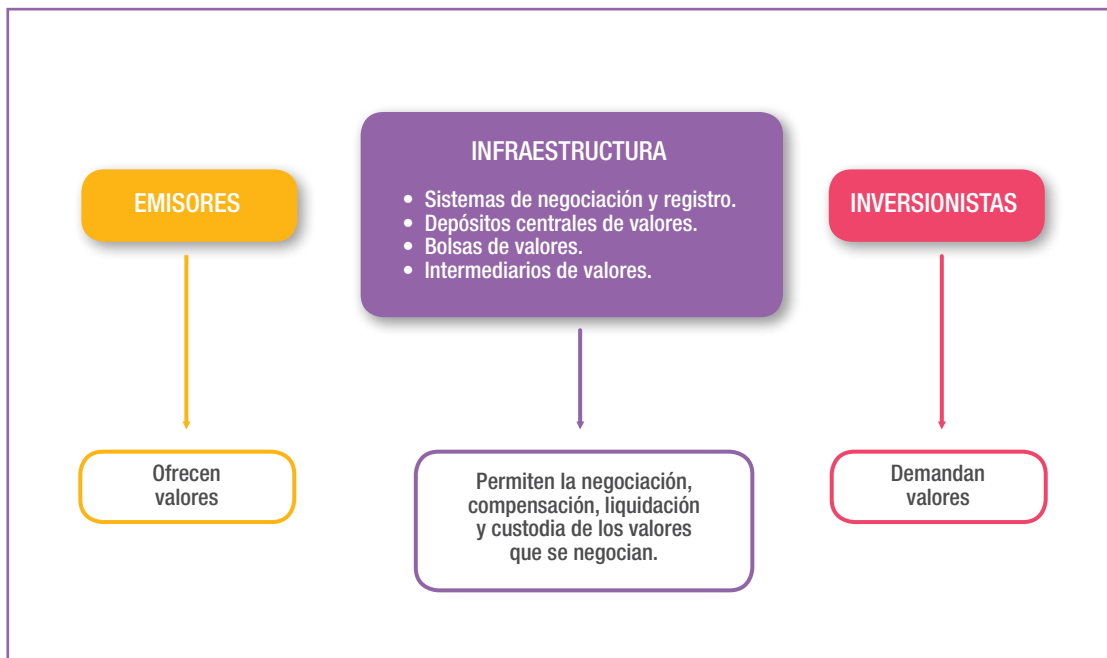 EMISORES
Ofrecen
valores
INFRAESTRUCTURA
• Sistemas de negociación y registro.
• Depósitos centrales de valores.
• Bolsas de valores.
• Intermediarios de valores.
Permiten la negociación,
compensación, liquidación
y custodia de los valores
que se negocian.
INVERSIONISTAS
Demandan
valores